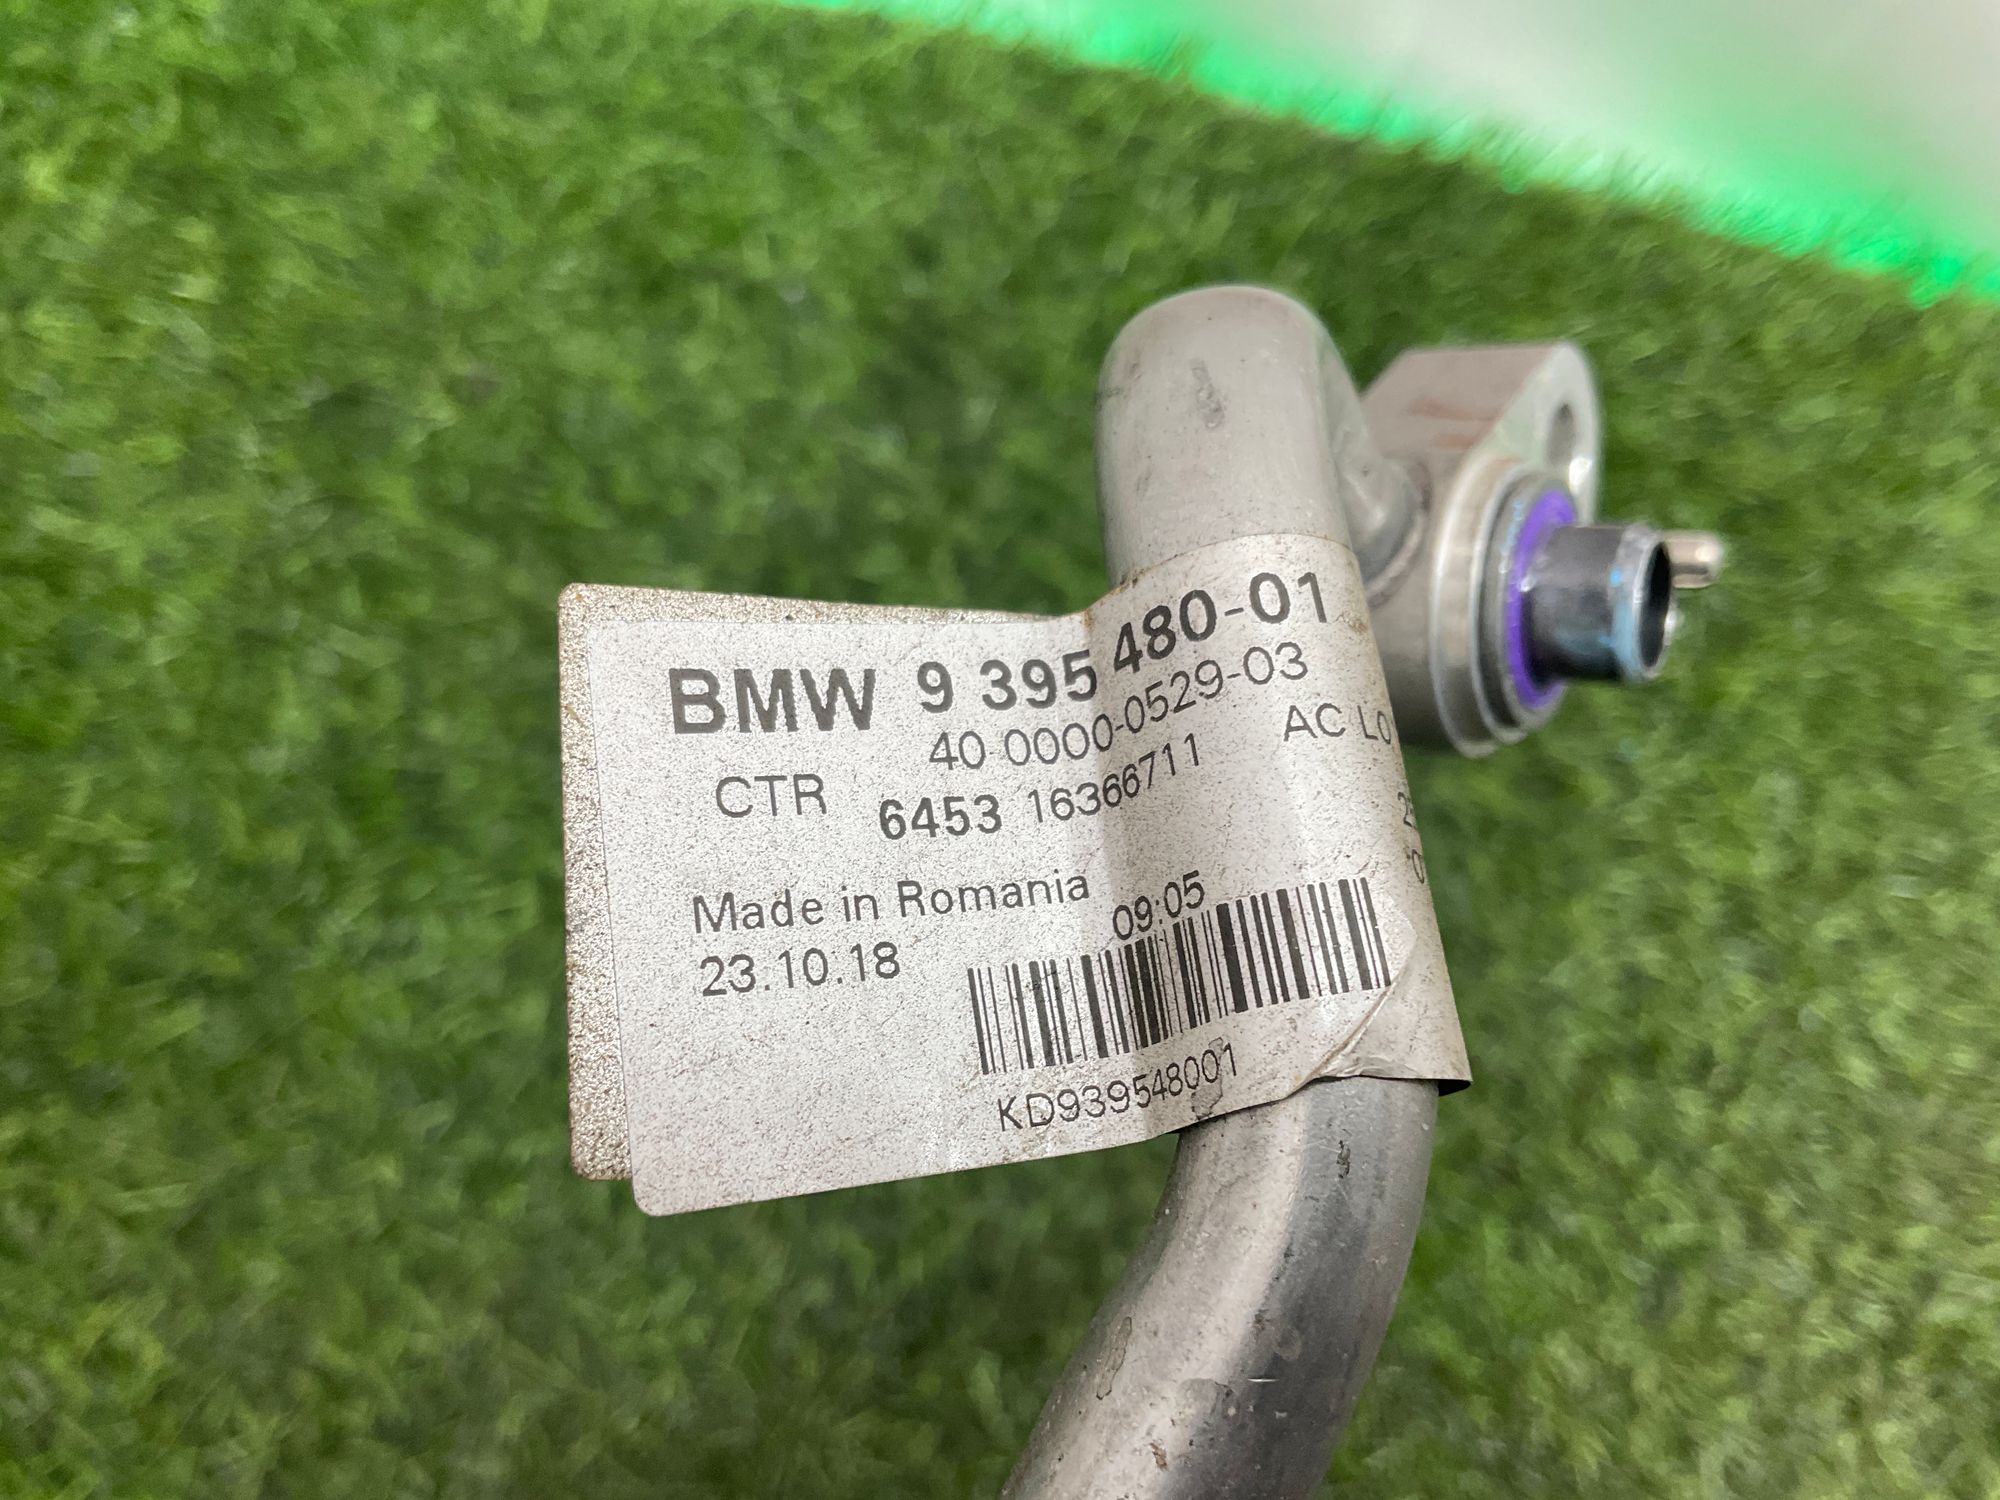 BMW 9 395 480-01
40 0000-0529-03
CTR 6453 16366711 AC LO
Made in Romania
23.10.18 09:05
KD939548001